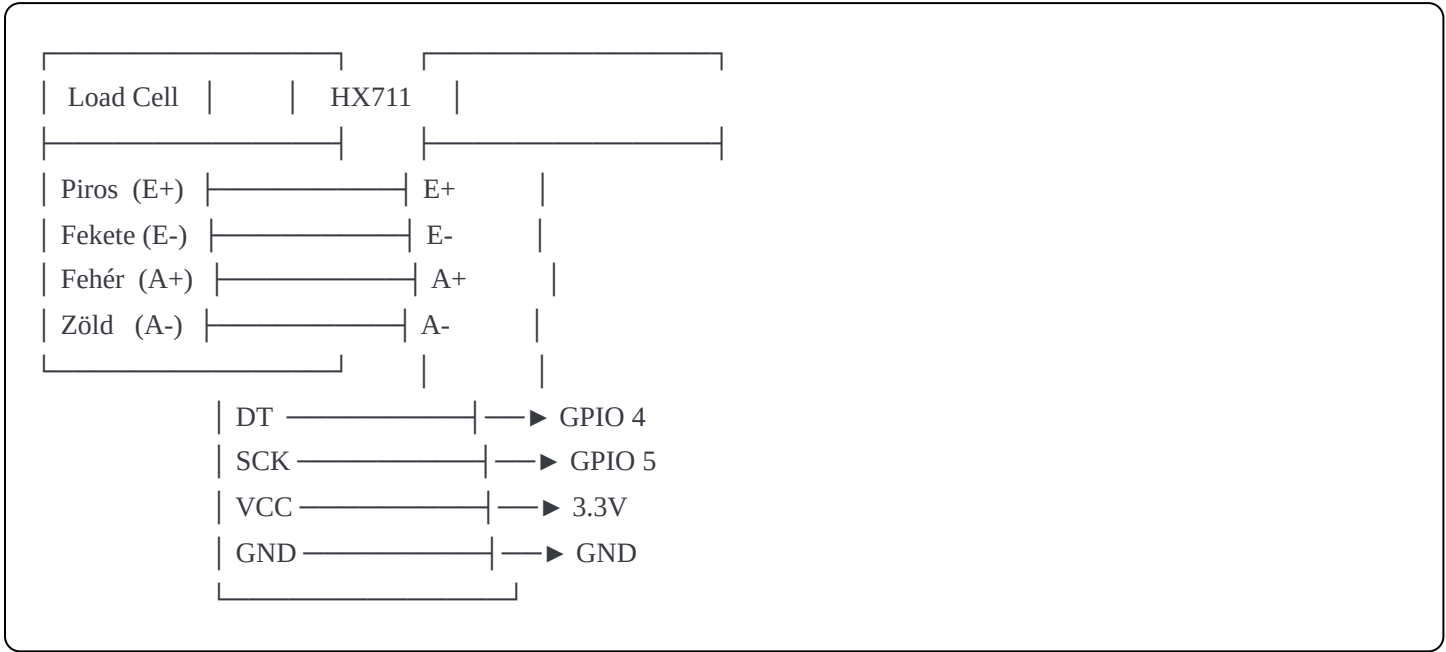 Load Cell HX711
Piros (E+) E+
Fekete (E-) E-
Fehér (A+) A+
Zöld (A-) A-
DT ► GPIO 4
SCK ► GPIO 5
VCC ► 3.3V
GND ► GND